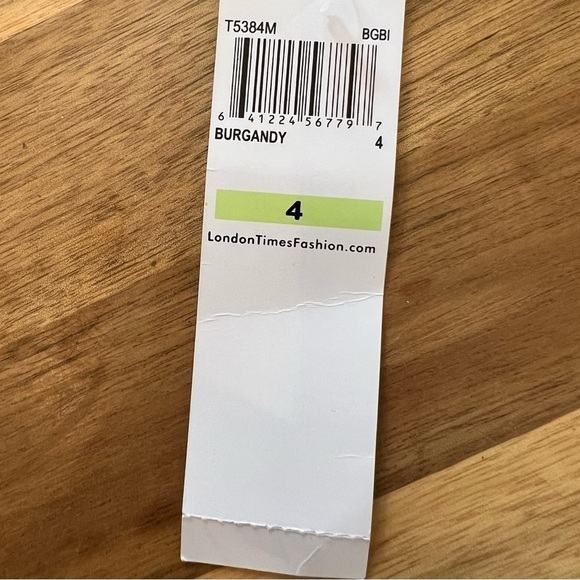 T5384M BGBI
6 41224 56779 7
BURGANDY 4
4
LondonTimesFashion.com